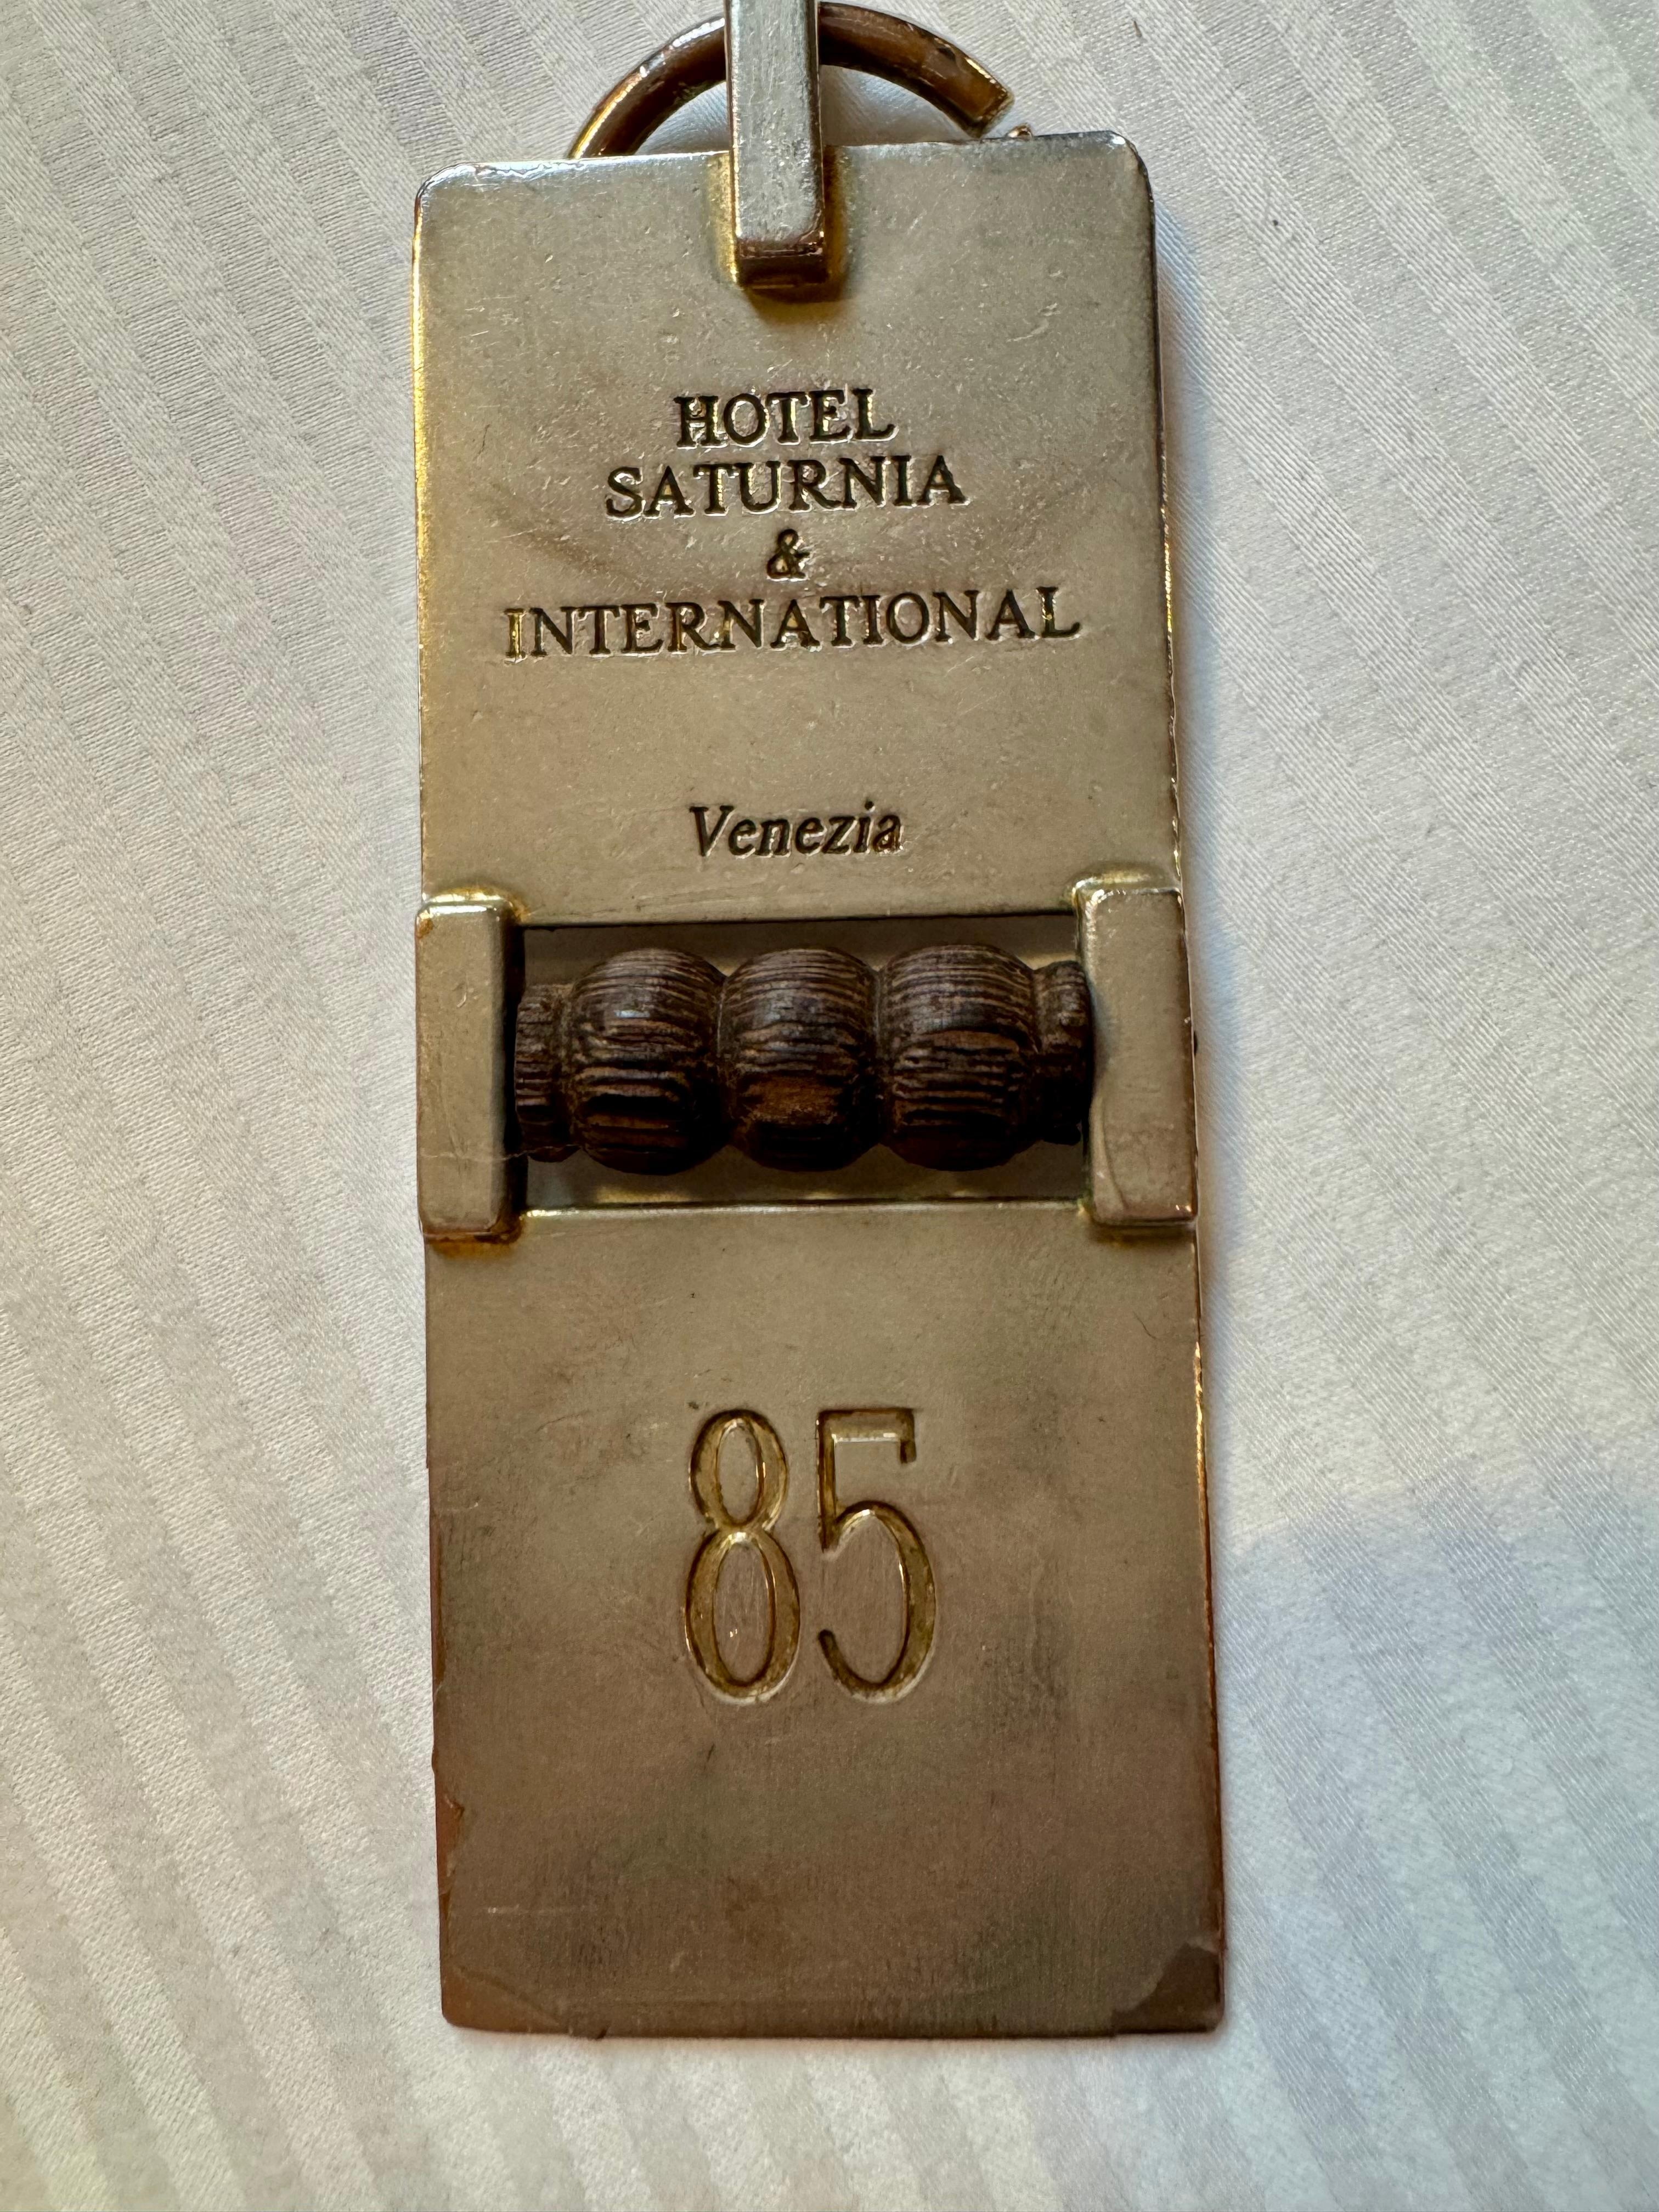 HOTEL
SATURNIA
&
INTERNATIONAL
Venezia
85